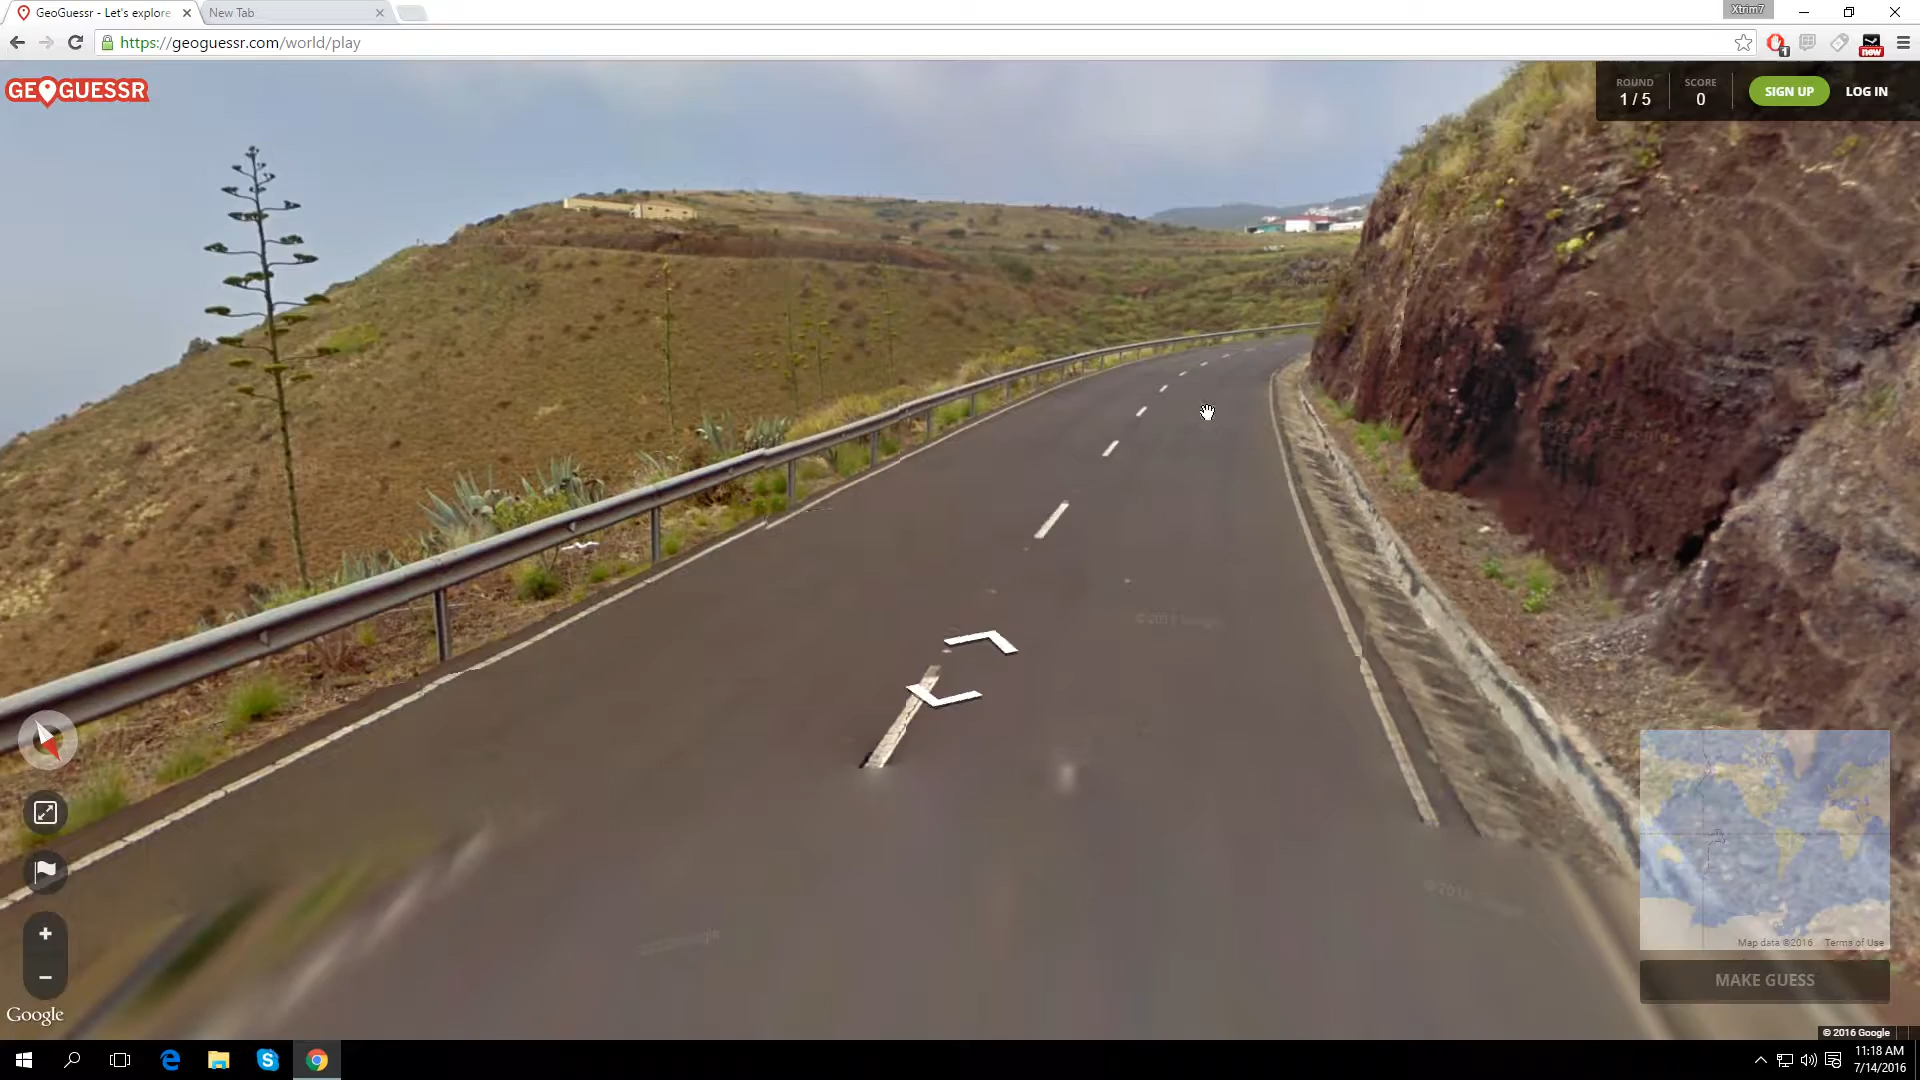 GeoGuessr - Let's explore
New Tab
Xtrim7
https://geoguessr.com/world/play
1
new
GEOGUESSR
ROUND
1 / 5
SCORE
0
SIGN UP
LOG IN
Map data ©2016
Terms of Use
MAKE GUESS
Google
© 2016 Google
11:18 AM
7/14/2016